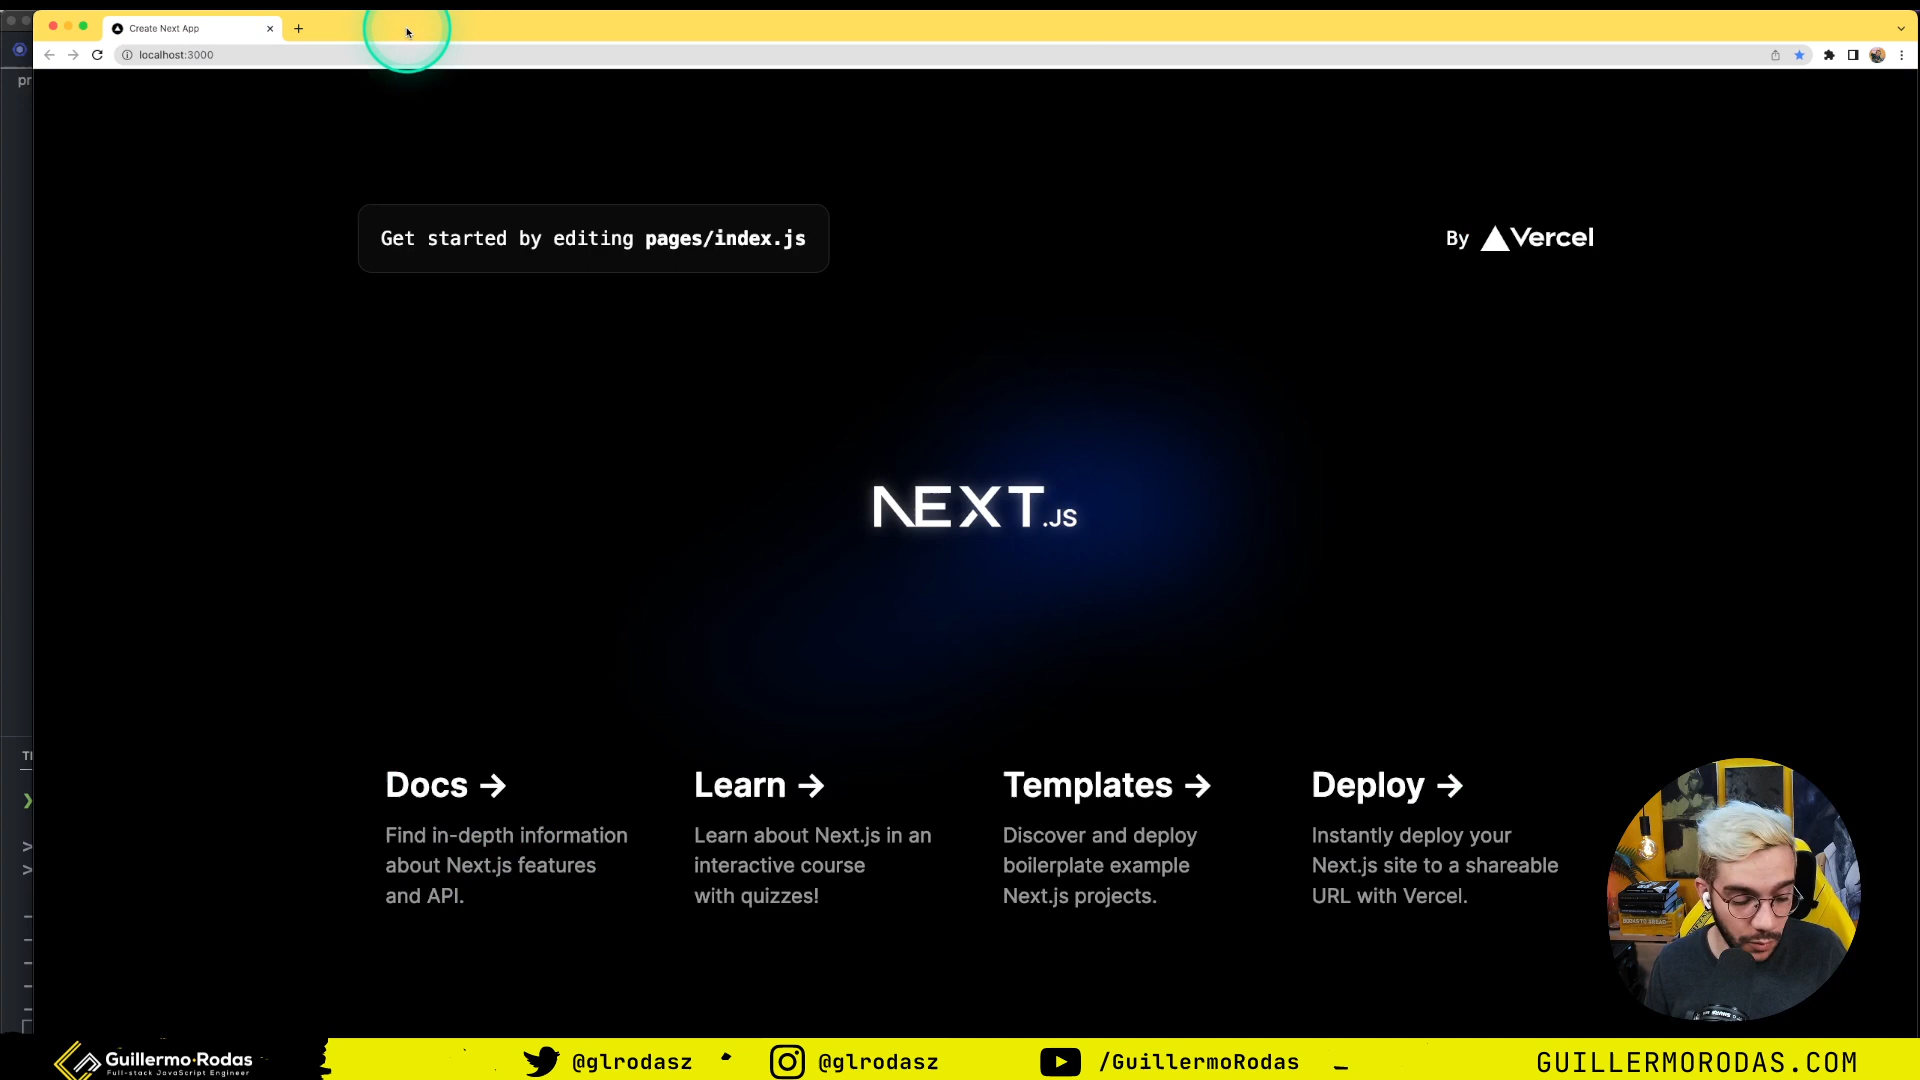 Create Next App
localhost:3000
pr
Get started by editing pages/index.js
By Vercel
NEXT.JS
Docs →
Find in-depth information
about Next.js features
and API.
Learn →
Learn about Next.js in an
interactive course
with quizzes!
Templates →
Discover and deploy
boilerplate example
Next.js projects.
Deploy →
Instantly deploy your
Next.js site to a shareable
URL with Vercel.
Guillermo·Rodas
Full-stack JavaScript Engineer
@glrodasz
@glrodasz
/GuillermoRodas
GUILLERMORODAS.COM